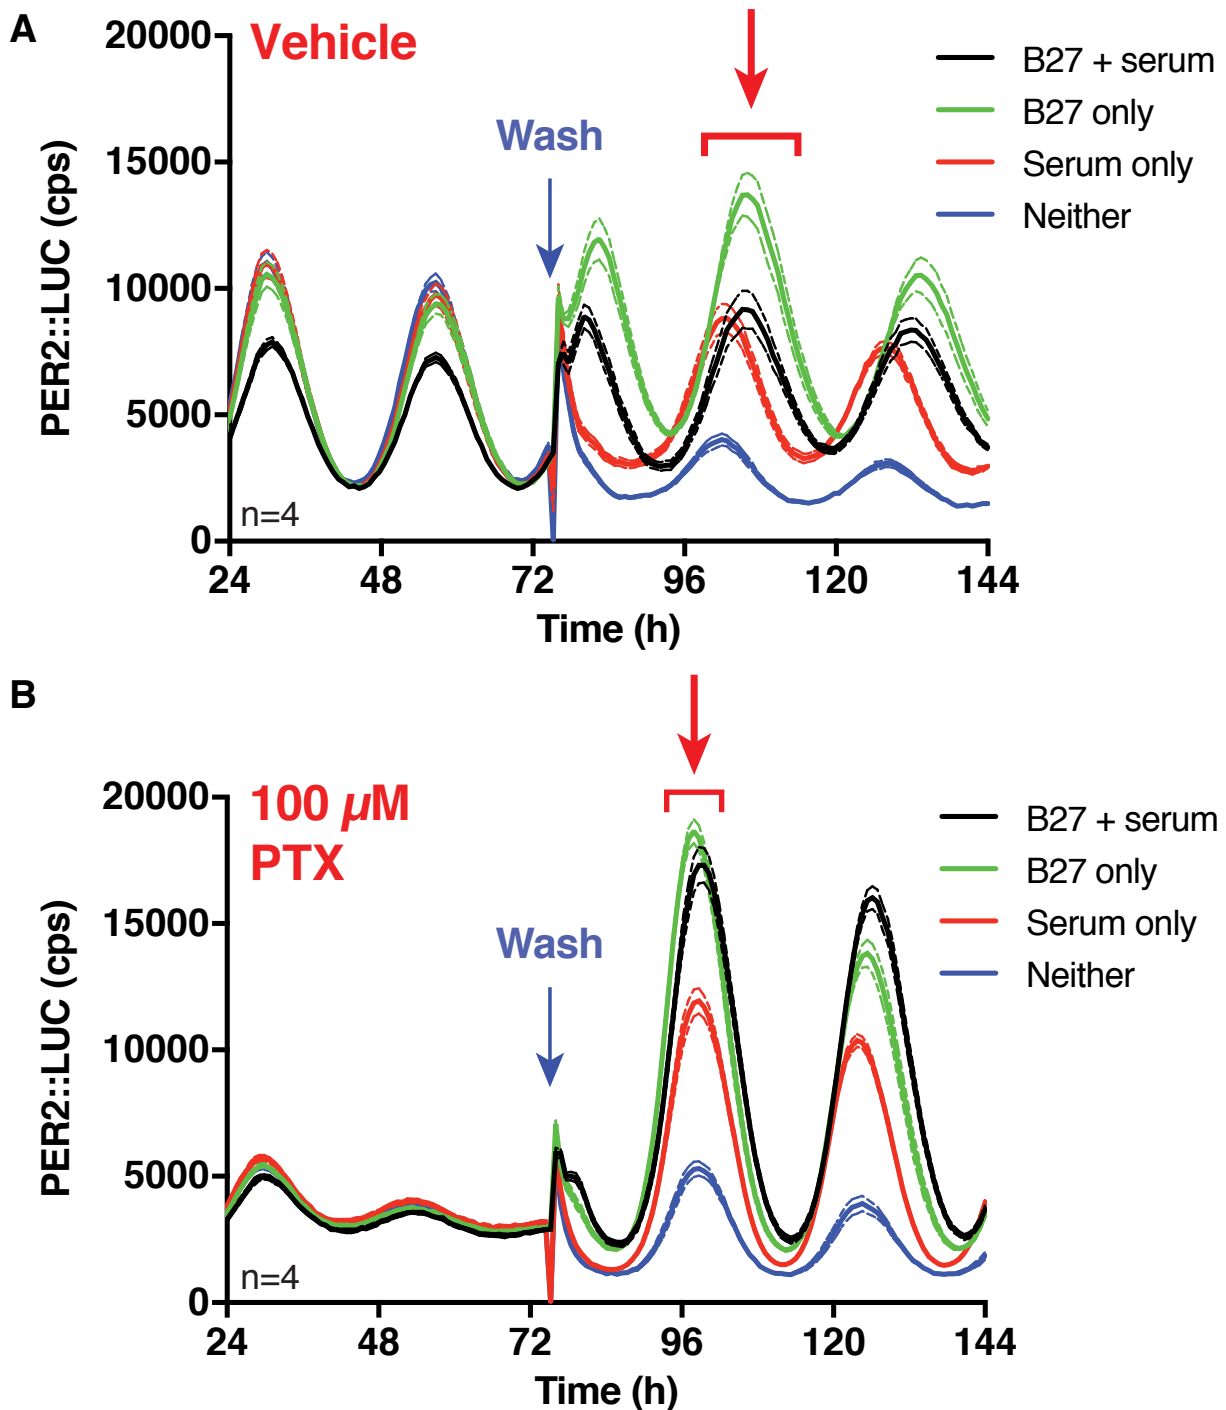 A
Vehicle
Wash
B27 + serum
B27 only
Serum only
Neither
PER2::LUC (cps)
20000
15000
10000
5000
0
n=4
24 48 72 96 120 144
Time (h)
B
100 µM
PTX
Wash
B27 + serum
B27 only
Serum only
Neither
PER2::LUC (cps)
20000
15000
10000
5000
0
n=4
24 48 72 96 120 144
Time (h)